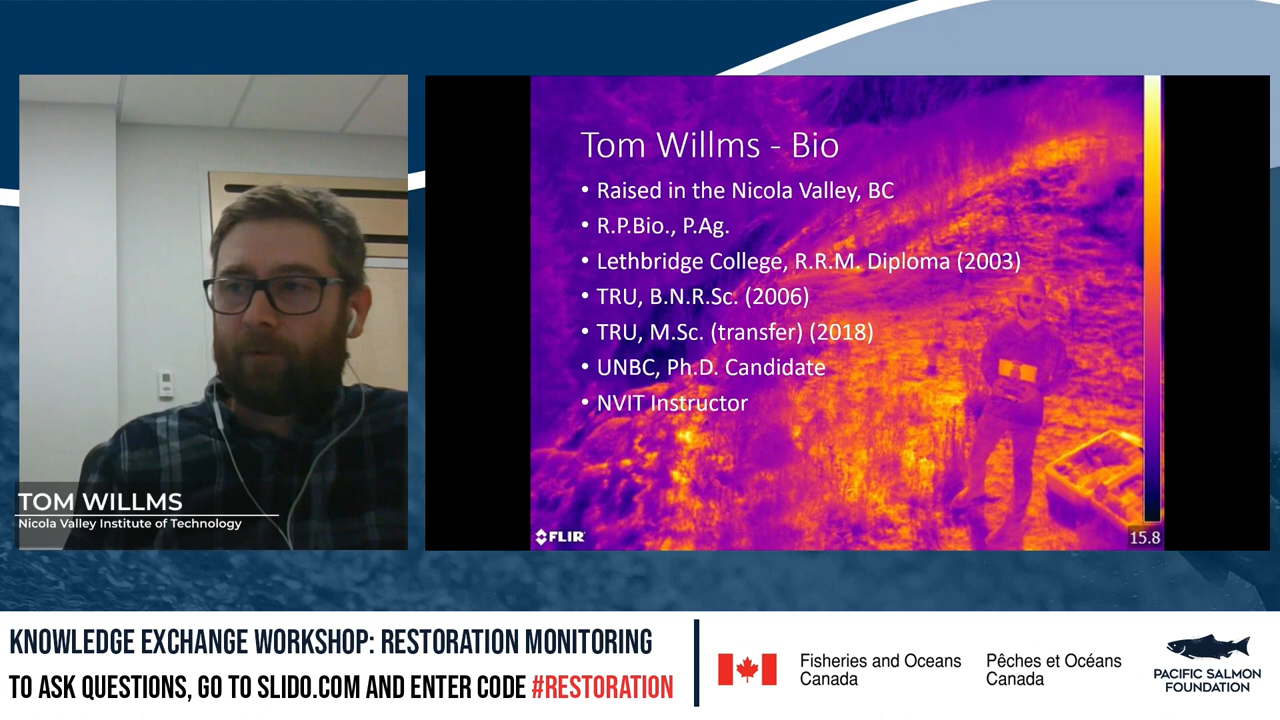 Tom Willms - Bio
• Raised in the Nicola Valley, BC
• R.P.Bio., P.Ag.
• Lethbridge College, R.R.M. Diploma (2003)
• TRU, B.N.R.Sc. (2006)
• TRU, M.Sc. (transfer) (2018)
• UNBC, Ph.D. Candidate
• NVIT Instructor
FLIR
15.8
TOM WILLMS
Nicola Valley Institute of Technology
KNOWLEDGE EXCHANGE WORKSHOP: RESTORATION MONITORING
TO ASK QUESTIONS, GO TO SLIDO.COM AND ENTER CODE #RESTORATION
Fisheries and Oceans
Canada
Pêches et Océans
Canada
PACIFIC SALMON
FOUNDATION